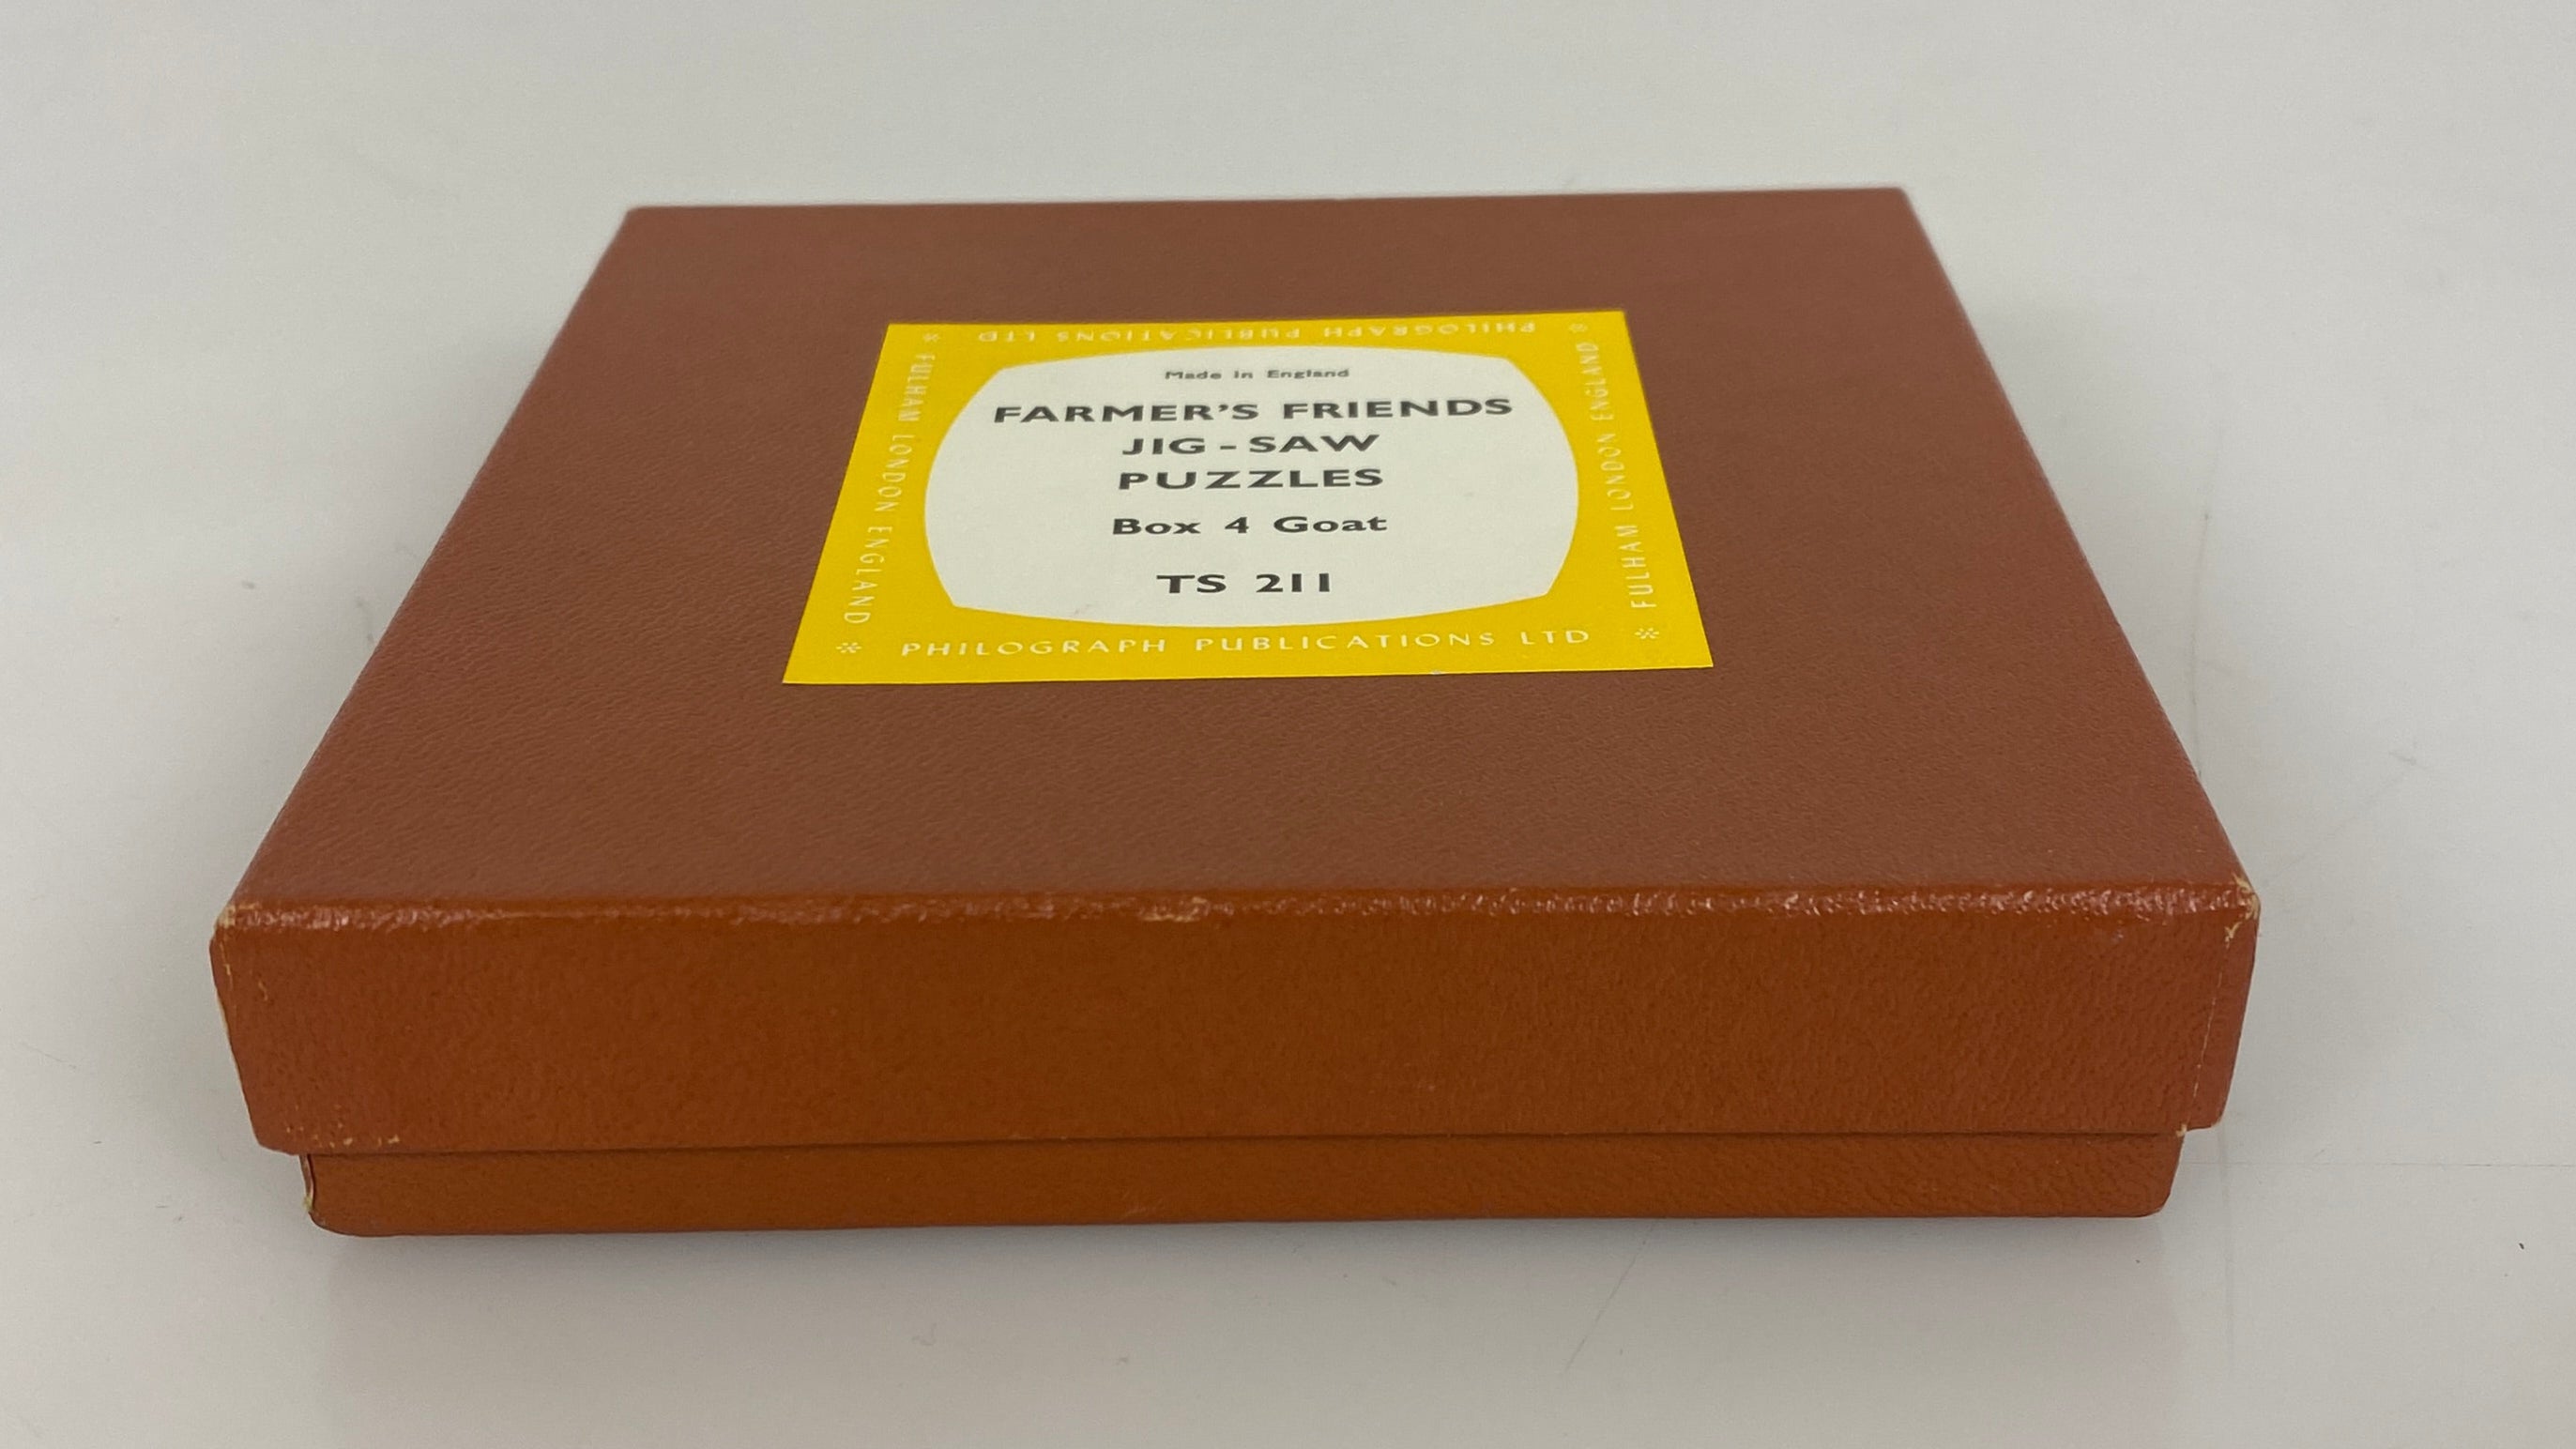 Made in England
FARMER'S FRIENDS
JIG-SAW
PUZZLES
Box 4 Goat
TS 211
PHILOGRAPH PUBLICATIONS LTD
FULHAM LONDON ENGLAND
PHILOGRAPH PUBLICATIONS LTD
FULHAM LONDON ENGLAND